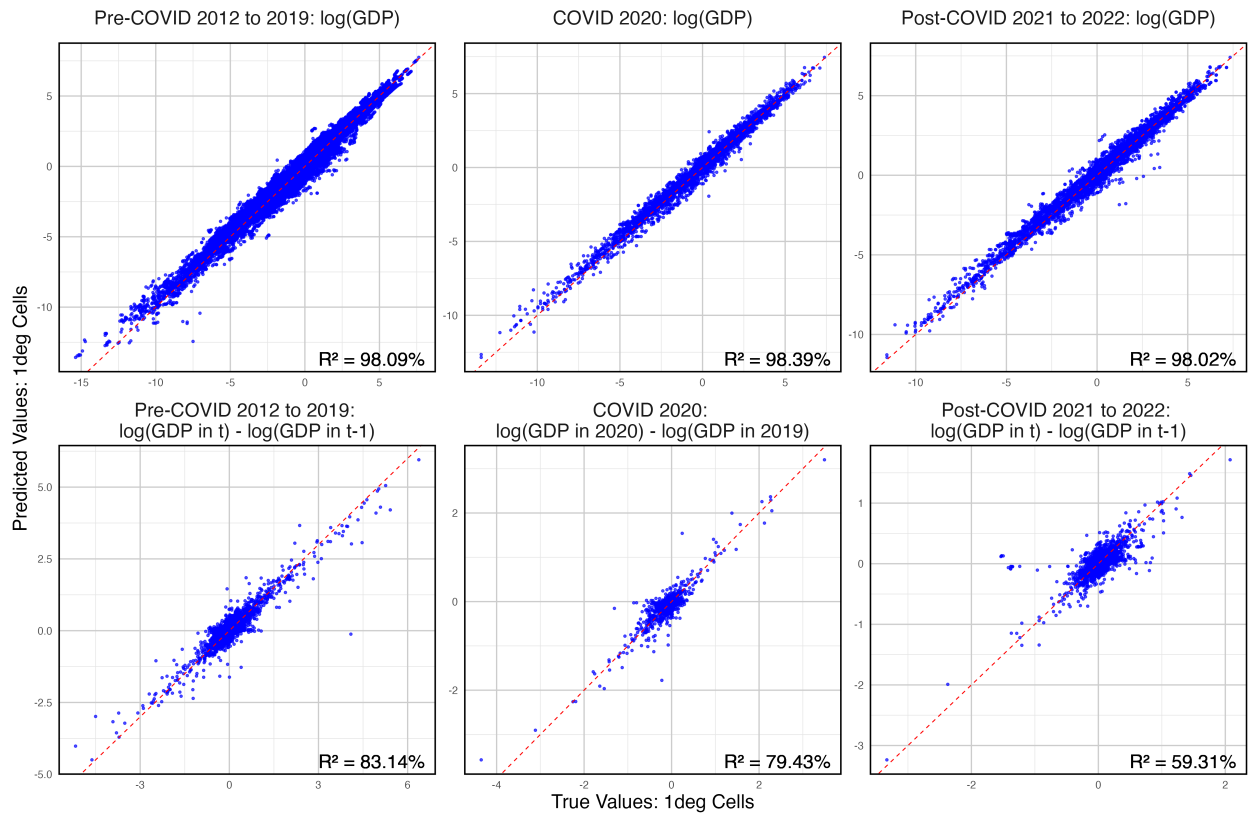 Pre-COVID 2012 to 2019: log(GDP)
COVID 2020: log(GDP)
Post-COVID 2021 to 2022: log(GDP)
5
0
-5
-10
R² = 98.09%
-15 -10 -5 0 5
5
0
-5
-10
R² = 98.39%
-10 -5 0 5
5
0
-5
-10
R² = 98.02%
-10 -5 0 5
Predicted Values: 1deg Cells
Pre-COVID 2012 to 2019:
log(GDP in t) - log(GDP in t-1)
COVID 2020:
log(GDP in 2020) - log(GDP in 2019)
Post-COVID 2021 to 2022:
log(GDP in t) - log(GDP in t-1)
5.0
2.5
0.0
-2.5
-5.0
R² = 83.14%
-3 0 3 6
2
0
-2
R² = 79.43%
-4 -2 0 2
1
0
-1
-2
-3
R² = 59.31%
-2 0 2
True Values: 1deg Cells